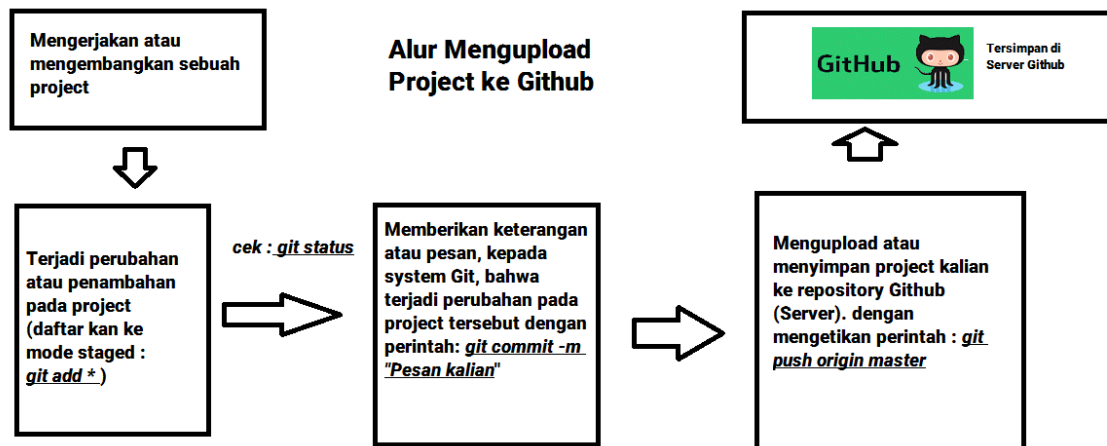 Mengerjakan atau
mengembangkan sebuah
project
Alur Mengupload
Project ke Github
GitHub
Tersimpan di
Server Github
Terjadi perubahan
atau penambahan
pada project
(daftar kan ke
mode staged :
git add * )
cek : git status
Memberikan keterangan
atau pesan, kepada
system Git, bahwa
terjadi perubahan pada
project tersebut dengan
perintah: git commit -m
"Pesan kalian"
Mengupload atau
menyimpan project kalian
ke repository Github
(Server). dengan
mengetikan perintah : git
push origin master